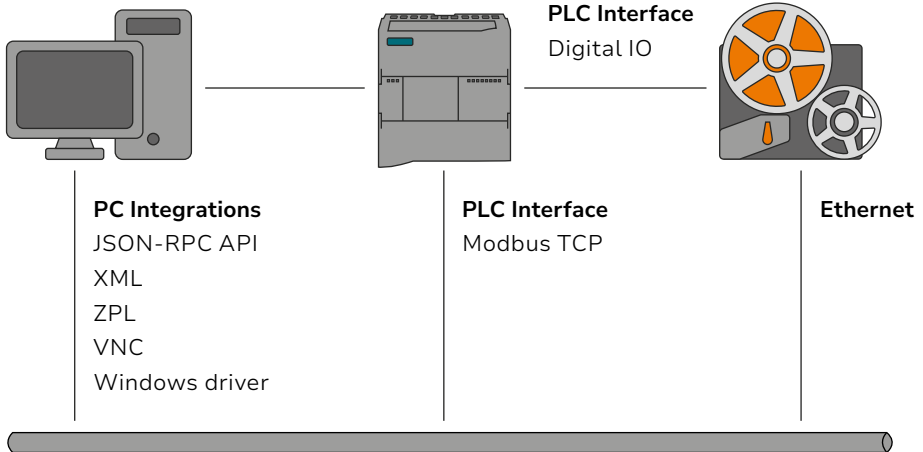 PLC Interface
Digital IO
PC Integrations
JSON-RPC API
XML
ZPL
VNC
Windows driver
PLC Interface
Modbus TCP
Ethernet